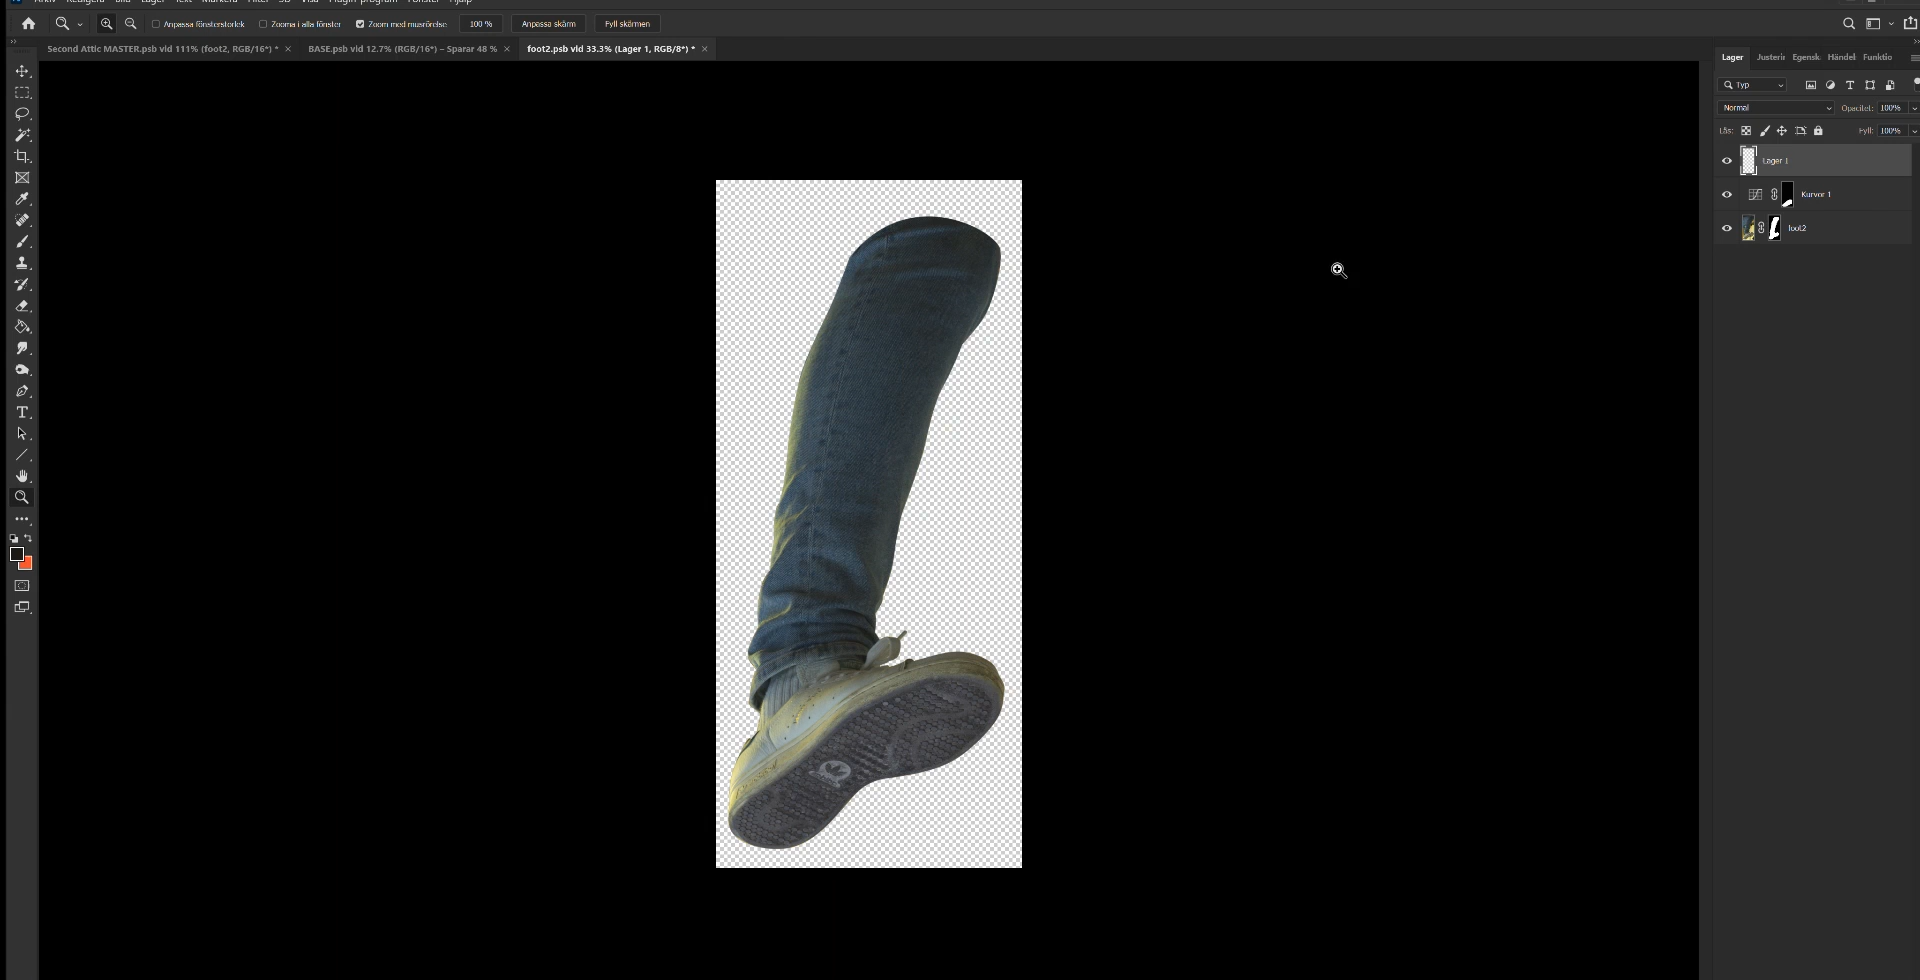 Arkiv Redigera Bild Lager Text Markera Filter 3D Visa Plugin-program Fönster Hjälp
Anpassa fönsterstorlek Zooma i alla fönster Zoom med musrörelse 100 % Anpassa skärm Fyll skärmen
Second Attic MASTER.psb vid 111% (foot2, RGB/16*) * × BASE.psb vid 12.7% (RGB/16*) – Sparar 48 % × foot2.psb vid 33.3% (Lager 1, RGB/8*) * ×
Lager Justerin Egensk Händel Funktio
Typ
Normal Opacitet: 100%
Lås: Fyll: 100%
Lager 1
Kurvor 1
foot2